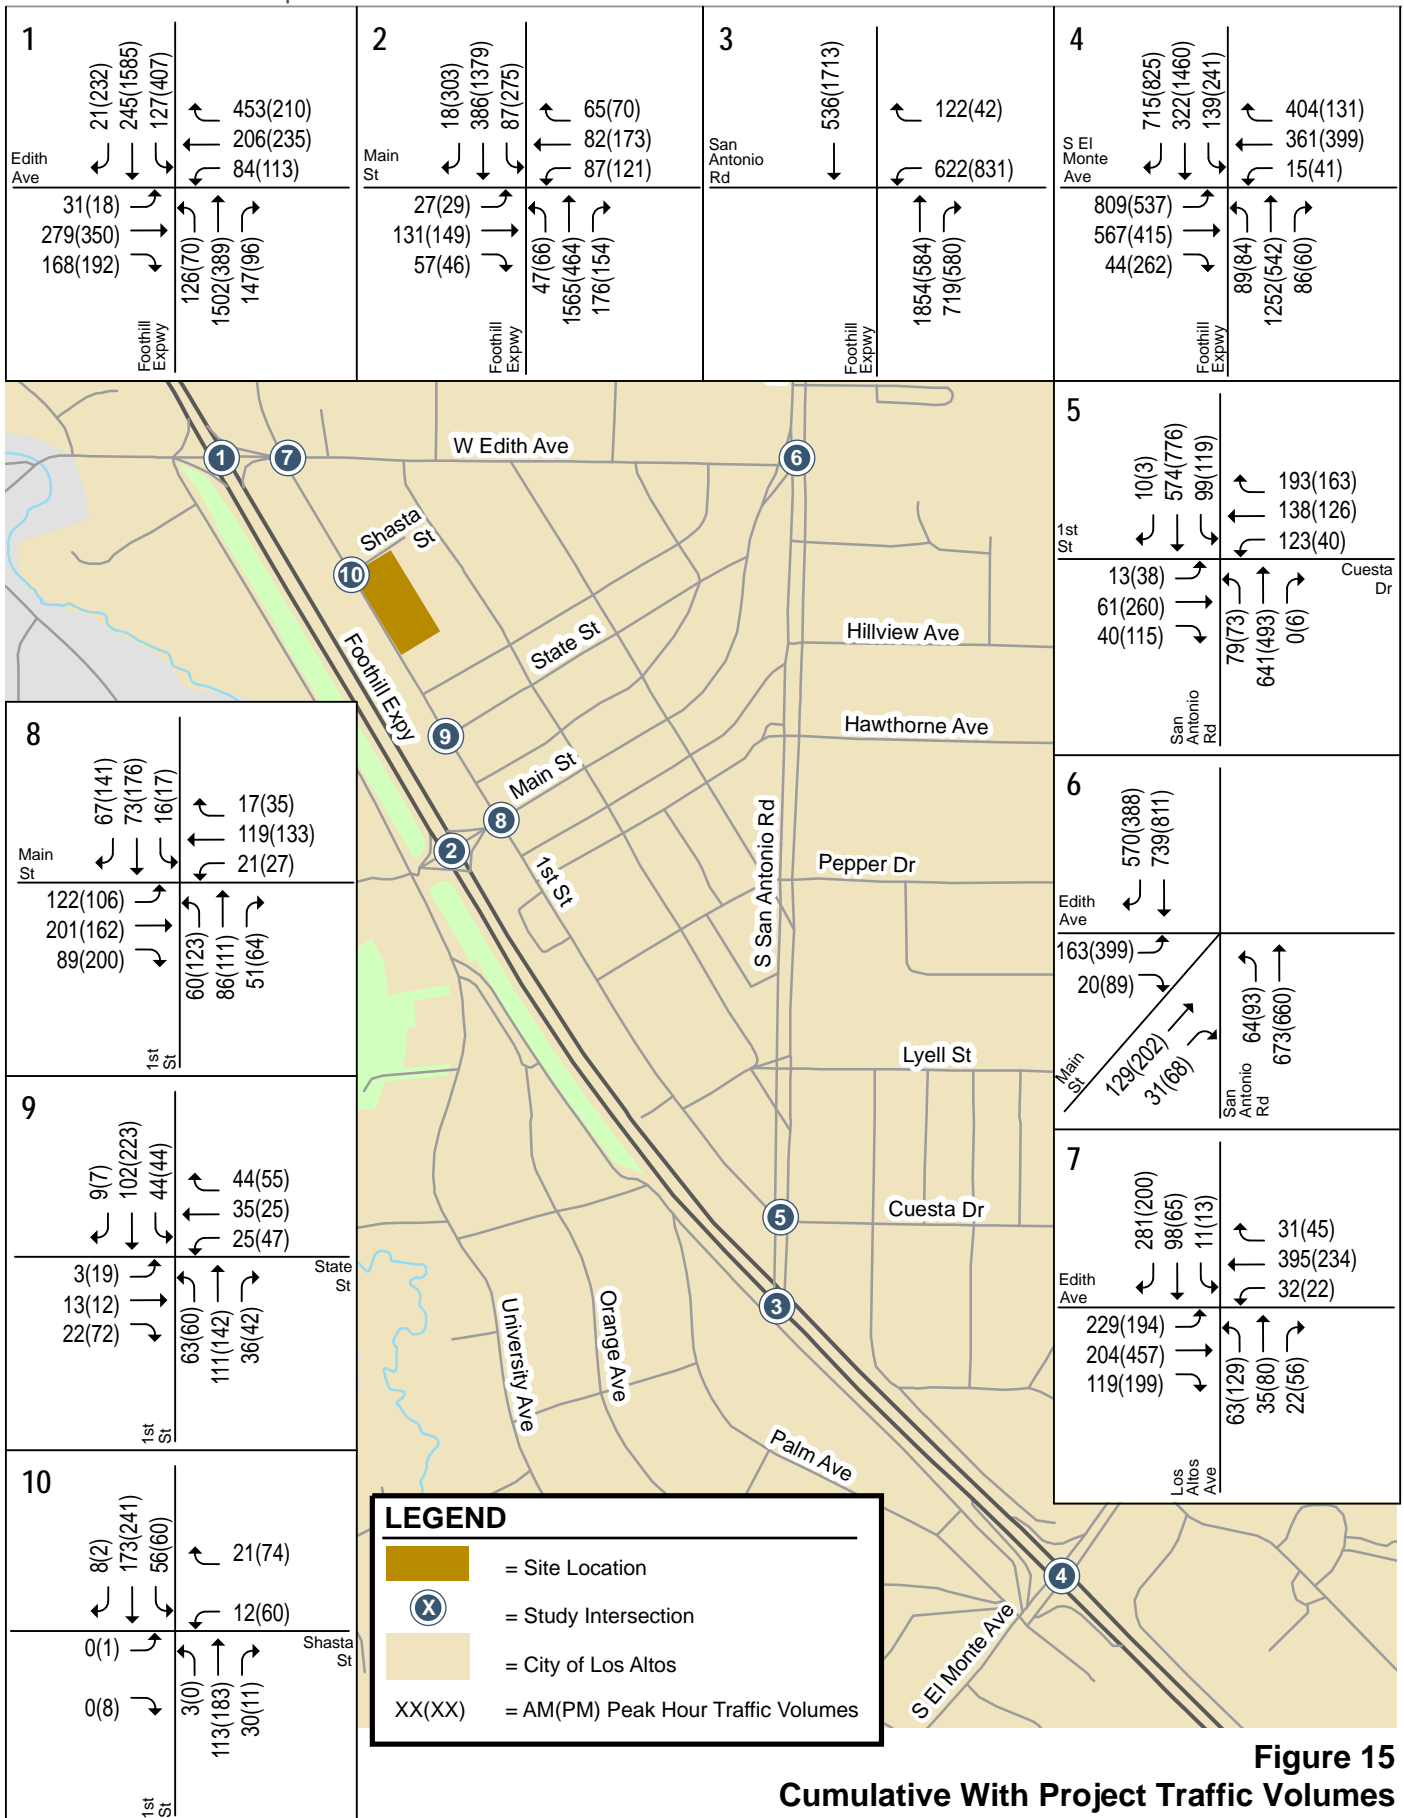 1
21(232)
245(1585)
127(407)
453(210)
206(235)
84(113)
Edith
Ave
31(18)
279(350)
168(192)
126(70)
1502(389)
147(96)
Foothill
Expwy
2
18(303)
386(1379)
87(275)
65(70)
82(173)
87(121)
Main
St
27(29)
131(149)
57(46)
47(66)
1565(464)
176(154)
Foothill
Expwy
3
536(1713)
122(42)
622(831)
San
Antonio
Rd
1854(584)
719(580)
Foothill
Expwy
4
715(825)
322(1460)
139(241)
404(131)
361(399)
15(41)
S El
Monte
Ave
809(537)
567(415)
44(262)
89(84)
1252(542)
86(60)
Foothill
Expwy
5
10(3)
574(776)
99(119)
193(163)
138(126)
123(40)
1st
St
Cuesta
Dr
13(38)
61(260)
40(115)
79(73)
641(493)
0(6)
San
Antonio
Rd
6
570(388)
739(811)
Edith
Ave
163(399)
20(89)
129(202)
31(68)
64(93)
673(660)
Main
St
San
Antonio
Rd
7
281(200)
98(65)
11(13)
31(45)
395(234)
32(22)
Edith
Ave
229(194)
204(457)
119(199)
63(129)
35(80)
22(56)
Los
Altos
Ave
8
67(141)
73(176)
16(17)
17(35)
119(133)
21(27)
Main
St
122(106)
201(162)
89(200)
60(123)
86(111)
51(64)
1st
St
9
9(7)
102(223)
44(44)
44(55)
35(25)
25(47)
State
St
3(19)
13(12)
22(72)
63(60)
111(142)
36(42)
1st
St
10
8(2)
173(241)
56(60)
21(74)
12(60)
Shasta
St
0(1)
0(8)
3(0)
113(183)
30(11)
1st
St
1
7
W Edith Ave
6
Shasta
St
10
State St
Hillview Ave
Foothill Expy
9
Hawthorne Ave
Main St
8
2
1st St
S San Antonio Rd
Pepper Dr
Lyell St
5
Cuesta Dr
3
University Ave
Orange Ave
Palm Ave
4
S El Monte Ave
LEGEND
= Site Location
X
= Study Intersection
= City of Los Altos
XX(XX)
= AM(PM) Peak Hour Traffic Volumes
Figure 15
Cumulative With Project Traffic Volumes